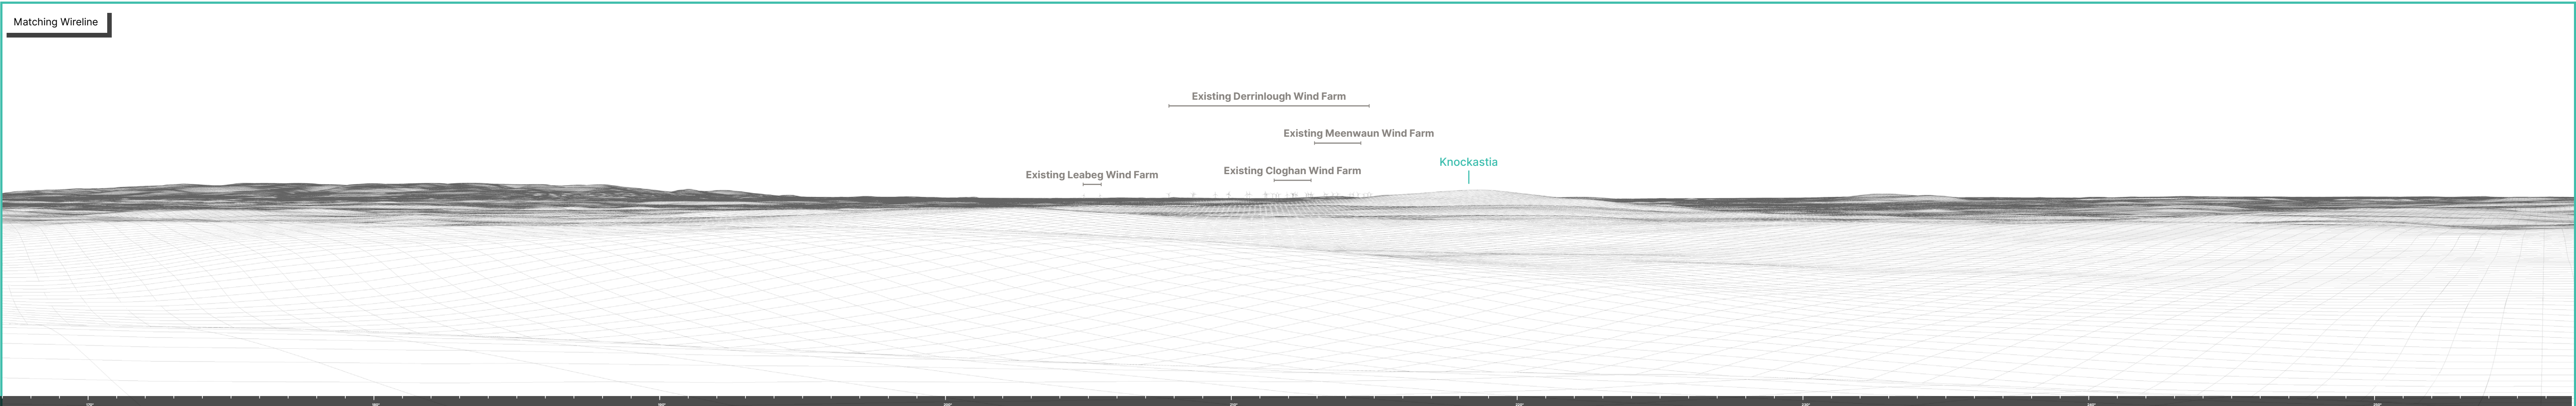 Matching Wireline
Existing Derrinlough Wind Farm
Existing Meenwaun Wind Farm
Knockastia
Existing Cloghan Wind Farm
Existing Leabeg Wind Farm